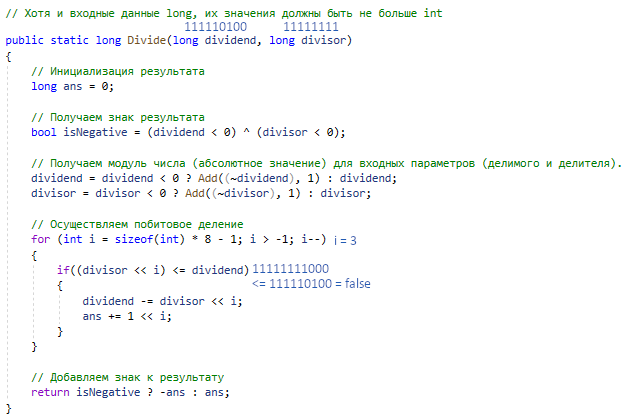 // Хотя и входные данные long, их значения должны быть не больше int
111110100 11111111
public static long Divide(long dividend, long divisor)
{
// Инициализация результата
long ans = 0;
// Получаем знак результата
bool isNegative = (dividend < 0) ^ (divisor < 0);
// Получаем модуль числа (абсолютное значение) для входных параметров (делимого и делителя).
dividend = dividend < 0 ? Add((~dividend), 1) : dividend;
divisor = divisor < 0 ? Add((~divisor), 1) : divisor;
// Осуществляем побитовое деление
for (int i = sizeof(int) * 8 - 1; i > -1; i--) i = 3
{
if((divisor << i) <= dividend) 11111111000
{ <= 111110100 = false
dividend -= divisor << i;
ans += 1 << i;
}
}
// Добавляем знак к результату
return isNegative ? -ans : ans;
}